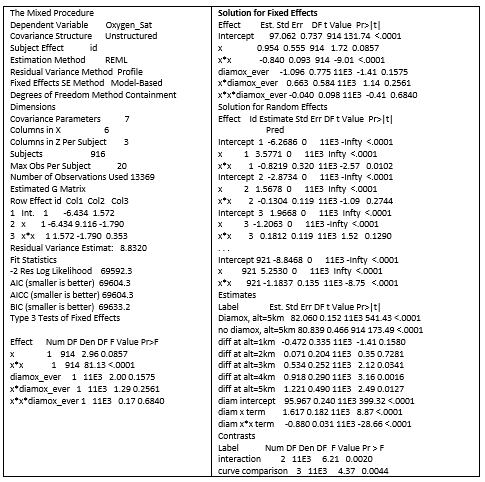 The Mixed Procedure
Dependent Variable Oxygen_Sat
Covariance Structure Unstructured
Subject Effect id
Estimation Method REML
Residual Variance Method Profile
Fixed Effects SE Method Model-Based
Degrees of Freedom Method Containment
Dimensions
Covariance Parameters 7
Columns in X 6
Columns in Z Per Subject 3
Subjects 916
Max Obs Per Subject 20
Number of Observations Used 13369
Estimated G Matrix
Row Effect id Col1 Col2 Col3
1 Int. 1 -6.434 1.572
2 x 1 -6.434 9.116 -1.790
3 x*x 1 1.572 -1.790 0.353
Residual Variance Estimat: 8.8320
Fit Statistics
-2 Res Log Likelihood 69592.3
AIC (smaller is better) 69604.3
AICC (smaller is better) 69604.3
BIC (smaller is better) 69633.2
Type 3 Tests of Fixed Effects
Effect Num DF Den DF F Value Pr>F
x 1 914 2.96 0.0857
x*x 1 914 81.13 <.0001
diamox_ever 1 11E3 2.00 0.1575
x*diamox_ever 1 11E3 1.29 0.2561
x*x*diamox_ever 1 11E3 0.17 0.6840
Solution for Fixed Effects
Effect Est. Std Err DF t Value Pr>|t|
Intercept 97.062 0.737 914 131.74 <.0001
x 0.954 0.555 914 1.72 0.0857
x*x -0.840 0.093 914 -9.01 <.0001
diamox_ever -1.096 0.775 11E3 -1.41 0.1575
x*diamox_ever 0.663 0.584 11E3 1.14 0.2561
x*x*diamox_ever -0.040 0.098 11E3 -0.41 0.6840
Solution for Random Effects
Effect Id Estimate Std Err DF t Value Pr>|t|
Pred
Intercept 1 -6.2686 0 11E3 -Infty <.0001
x 1 3.5771 0 11E3 Infty <.0001
x*x 1 -0.8219 0.320 11E3 -2.57 0.0102
Intercept 2 -2.8734 0 11E3 -Infty <.0001
x 2 1.5678 0 11E3 Infty <.0001
x*x 2 -0.1304 0.119 11E3 -1.09 0.2744
Intercept 3 1.9668 0 11E3 Infty <.0001
x 3 -1.2063 0 11E3 -Infty <.0001
x*x 3 0.1812 0.119 11E3 1.52 0.1290
. . .
Intercept 921 -8.8468 0 11E3 -Infty <.0001
x 921 5.2530 0 11E3 Infty <.0001
x*x 921 -1.1837 0.135 11E3 -8.75 <.0001
Estimates
Label Est. Std Err DF t Value Pr>|t|
Diamox, alt=5km 82.060 0.152 11E3 541.43 <.0001
no diamox, alt=5km 80.839 0.466 914 173.49 <.0001
diff at alt=1km -0.472 0.335 11E3 -1.41 0.1580
diff at alt=2km 0.071 0.204 11E3 0.35 0.7281
diff at alt=3km 0.534 0.252 11E3 2.12 0.0341
diff at alt=4km 0.918 0.290 11E3 3.16 0.0016
diff at alt=5km 1.221 0.490 11E3 2.49 0.0127
diam intercept 95.967 0.240 11E3 399.32 <.0001
diam x term 1.617 0.182 11E3 8.87 <.0001
diam x*x term -0.880 0.031 11E3 -28.66 <.0001
Contrasts
Label Num DF Den DF F Value Pr > F
interaction 2 11E3 6.21 0.0020
curve comparison 3 11E3 4.37 0.0044